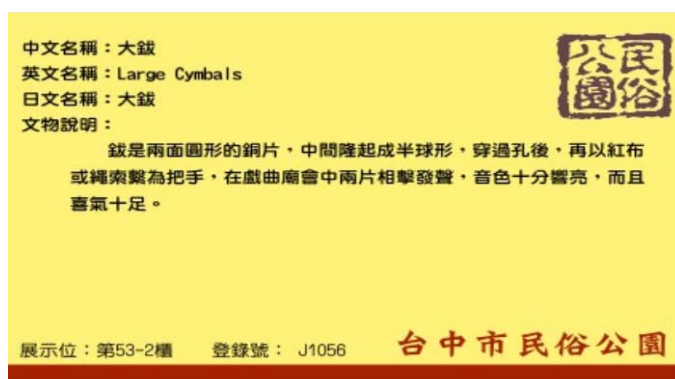 中文名稱：大鈸
英文名稱：Large Cymbals
日文名稱：大鈸
文物說明：
鈸是兩面圓形的銅片，中間隆起成半球形，穿過孔後，再以紅布
或繩索繫為把手，在戲曲廟會中兩片相擊發聲，音色十分響亮，而且
喜氣十足。
民俗公園
展示位：第53-2櫃 登錄號： J1056 台中市民俗公園